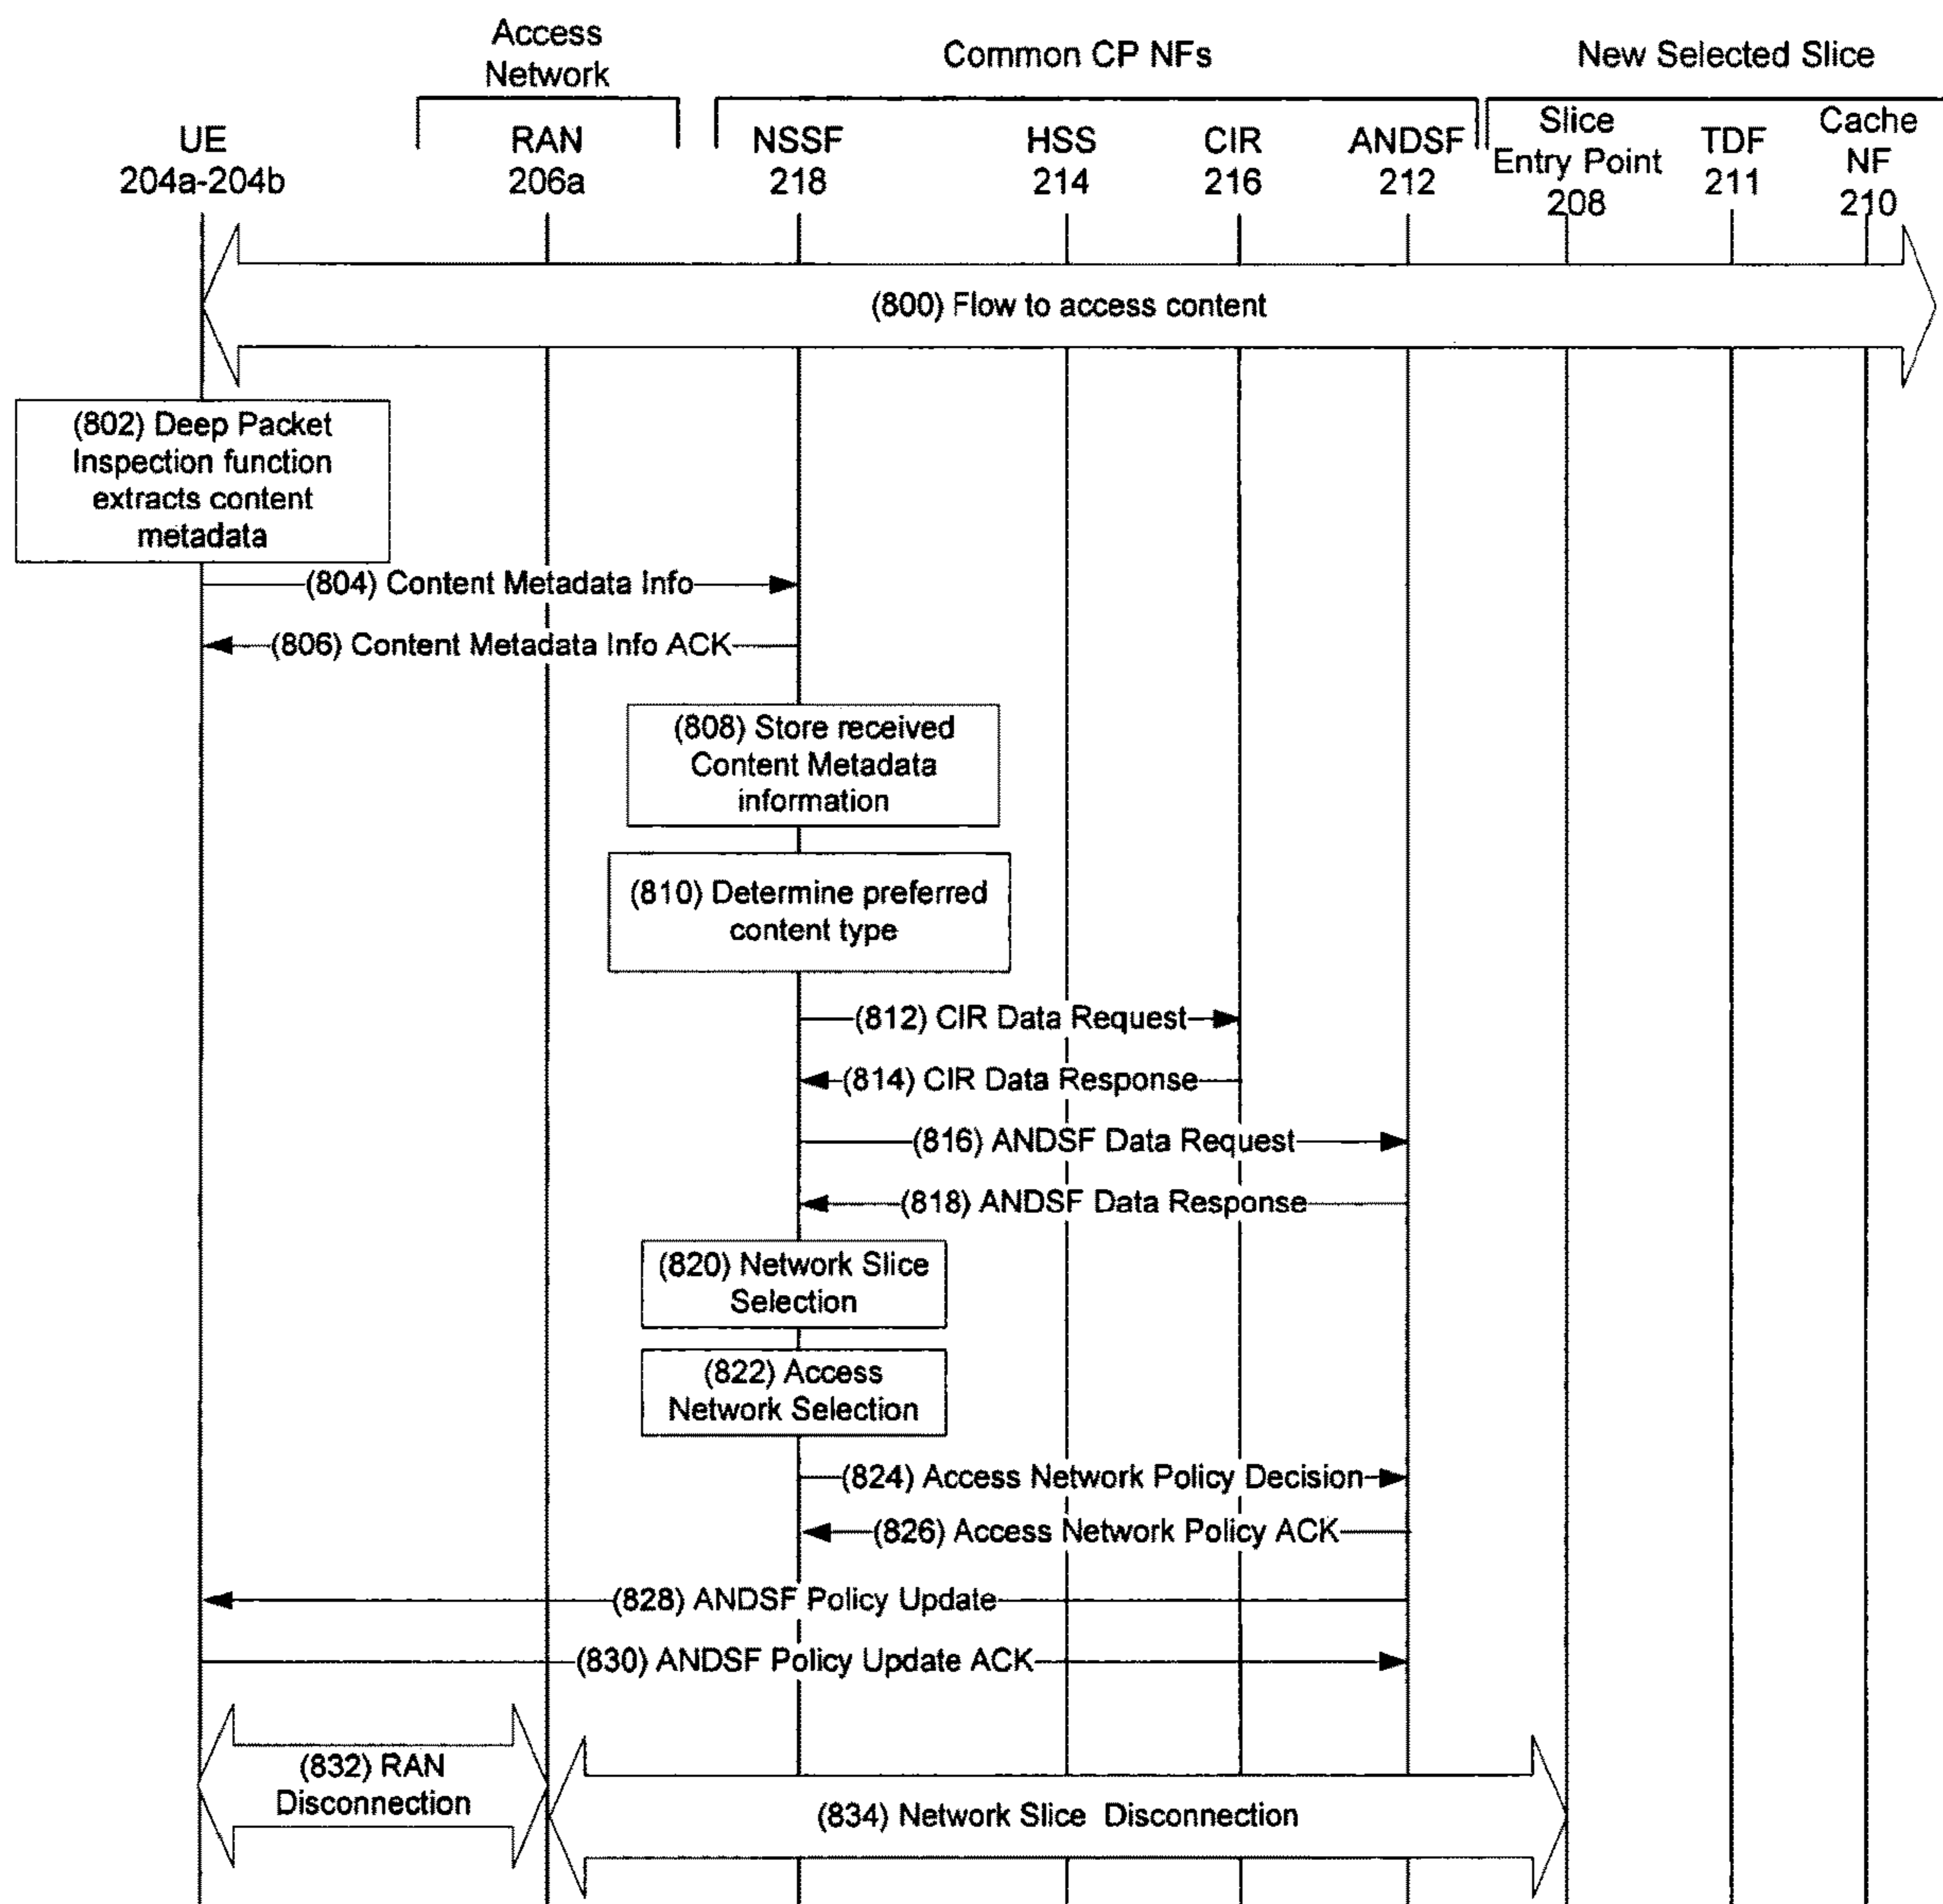 Access
Network
Common CP NFs
New Selected Slice
UE
204a-204b
RAN
206a
NSSF
218
HSS
214
CIR
216
ANDSF
212
Slice
Entry Point
208
TDF
211
Cache
NF
210
(800) Flow to access content
(802) Deep Packet
Inspection function
extracts content
metadata
(804) Content Metadata Info
(806) Content Metadata Info ACK
(808) Store received
Content Metadata
information
(810) Determine preferred
content type
(812) CIR Data Request
(814) CIR Data Response
(816) ANDSF Data Request
(818) ANDSF Data Response
(820) Network Slice
Selection
(822) Access
Network Selection
(824) Access Network Policy Decision
(826) Access Network Policy ACK
(828) ANDSF Policy Update
(830) ANDSF Policy Update ACK
(832) RAN
Disconnection
(834) Network Slice Disconnection